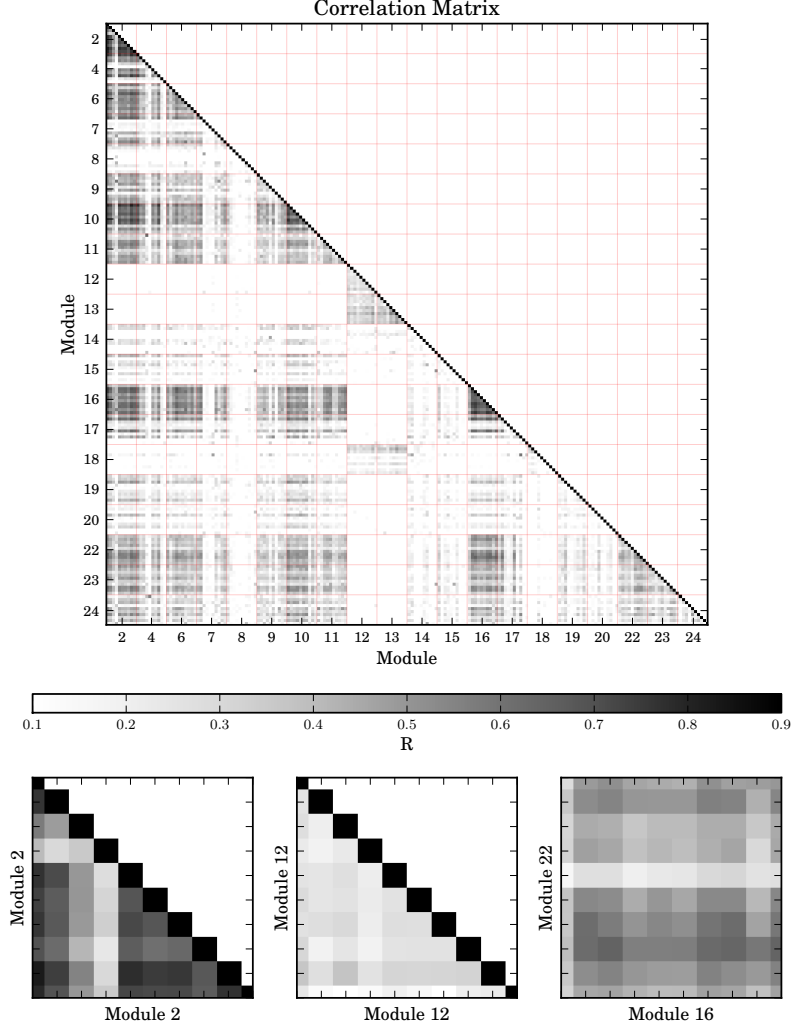 Correlation Matrix
2
4
6
7
8
9
10
11
12
13
14
15
16
17
18
19
20
22
23
24
Module
2 4 6 7 8 9 10 11 12 13 14 15 16 17 18 19 20 22 23 24
Module
0.1 0.2 0.3 0.4 0.5 0.6 0.7 0.8 0.9
R
Module 2
Module 2
Module 12
Module 12
Module 22
Module 16